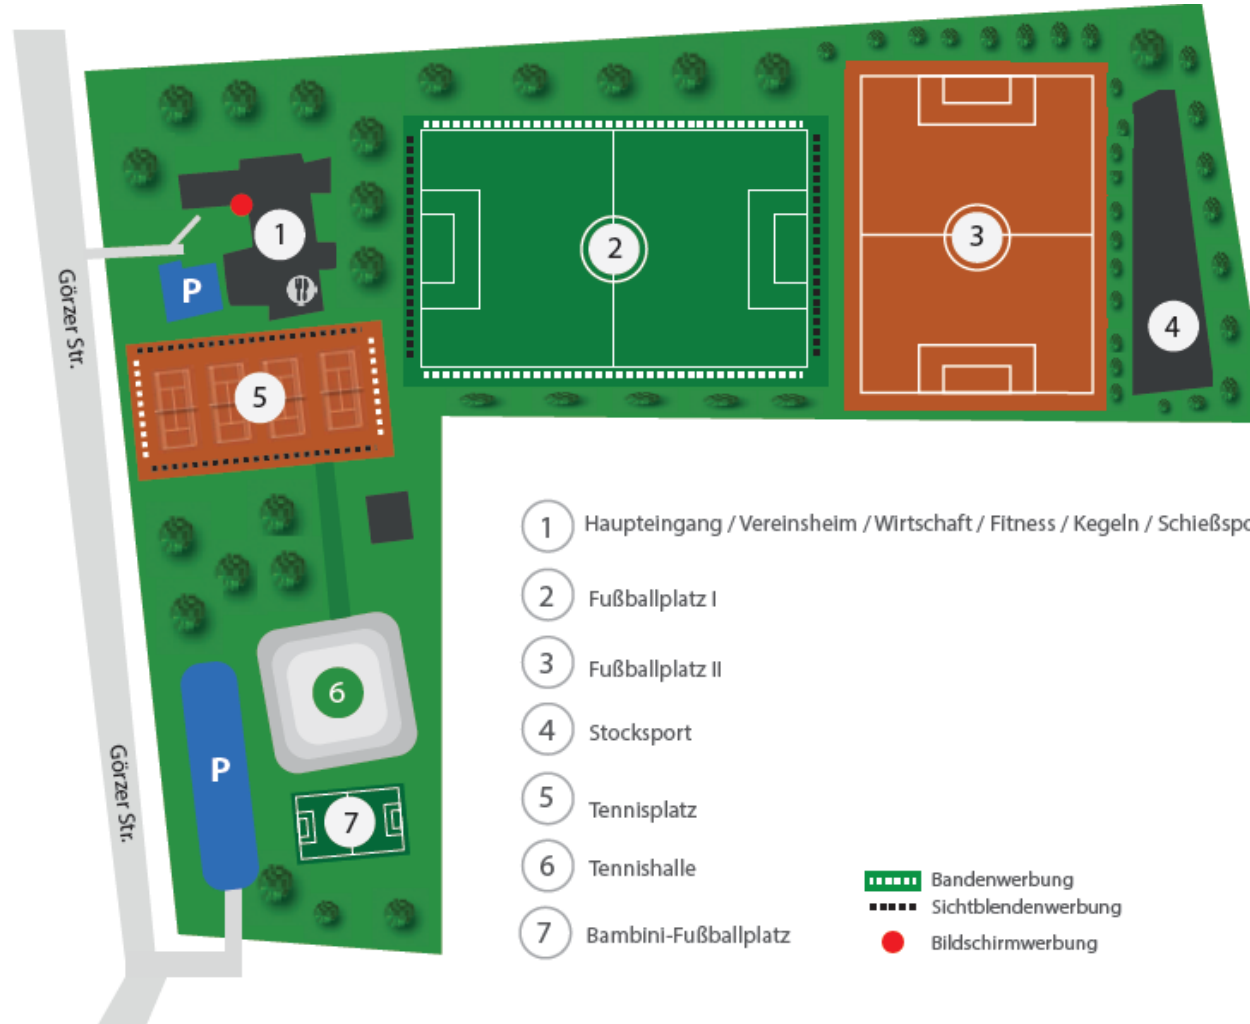 1
P
Görzer Str.
2
3
4
5
6
P
Görzer Str.
7
1 Haupteingang / Vereinsheim / Wirtschaft / Fitness / Kegeln /
2 Fußballplatz I
3 Fußballplatz II
4 Stocksport
5 Tennisplatz
6 Tennishalle
7 Bambini-Fußballplatz
Bandenwerbung
Sichtblendenwerbung
Bildschirmwerbung